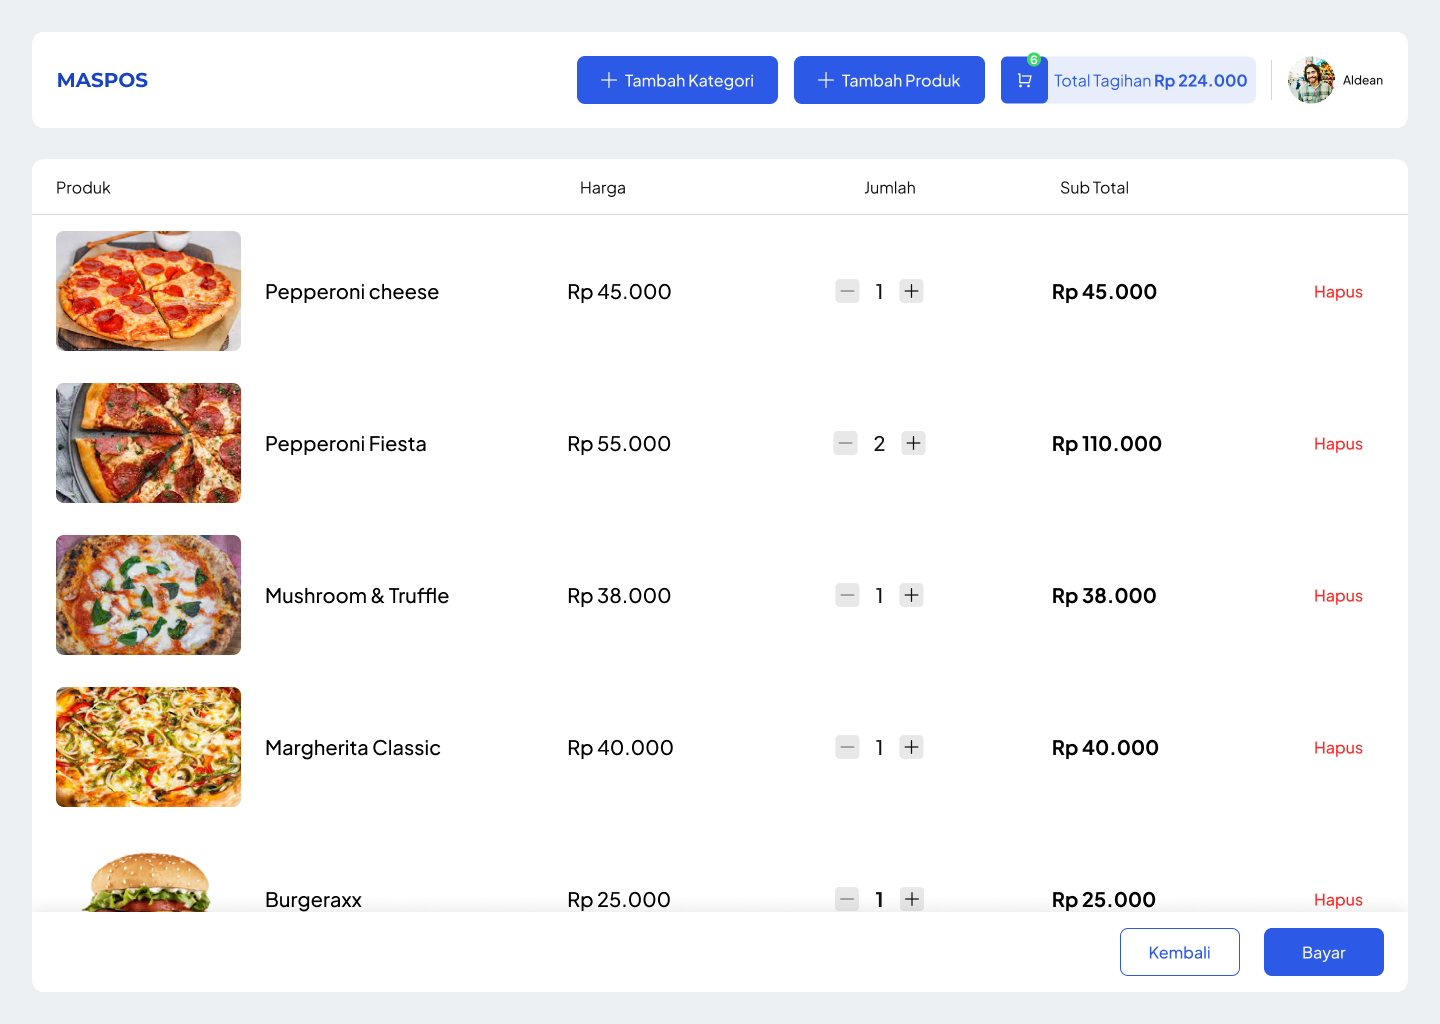 MASPOS
Tambah Kategori
Tambah Produk
6
Total Tagihan Rp 224.000
Aldean
Produk Harga Jumlah Sub Total
Pepperoni cheese Rp 45.000 1 Rp 45.000 Hapus
Pepperoni Fiesta Rp 55.000 2 Rp 110.000 Hapus
Mushroom & Truffle Rp 38.000 1 Rp 38.000 Hapus
Margherita Classic Rp 40.000 1 Rp 40.000 Hapus
Burgeraxx Rp 25.000 1 Rp 25.000 Hapus
Kembali
Bayar